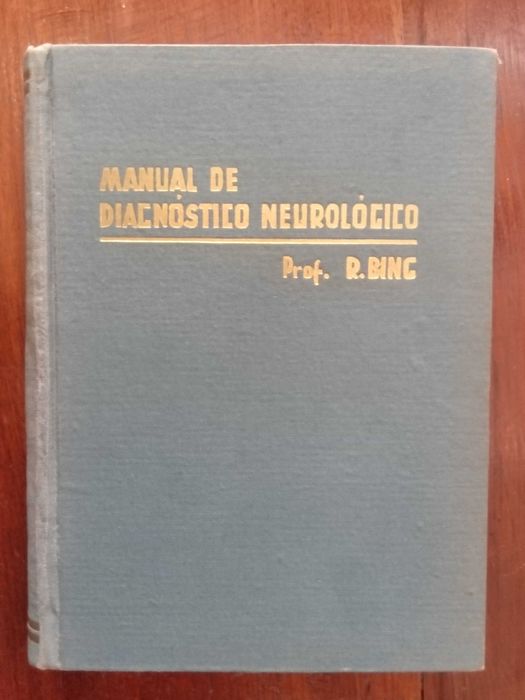 MANUAL DE
DIAGNÓSTICO NEUROLÓGICO
Prof. R. BING